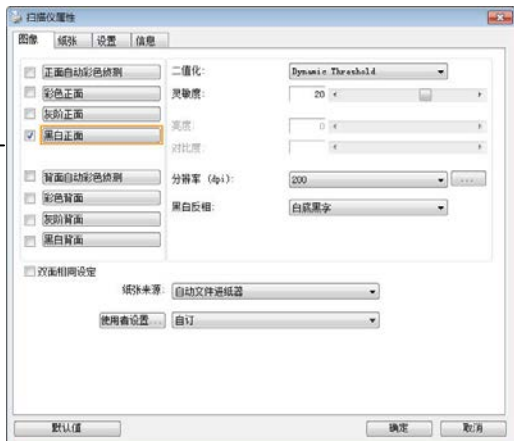 扫描仪属性
图像 纸张 设置 信息
正面自动彩色侦测
彩色正面
灰阶正面
黑白正面
背面自动彩色侦测
彩色背面
灰阶背面
黑白背面
二值化: Dynamic Threshold
灵敏度: 20
亮度: 0
对比度:
分辨率 (dpi): 200 ...
黑白反相: 白底黑字
双面相同设定
纸张来源: 自动文件进纸器
使用者设置... 自订
默认值 确定 取消